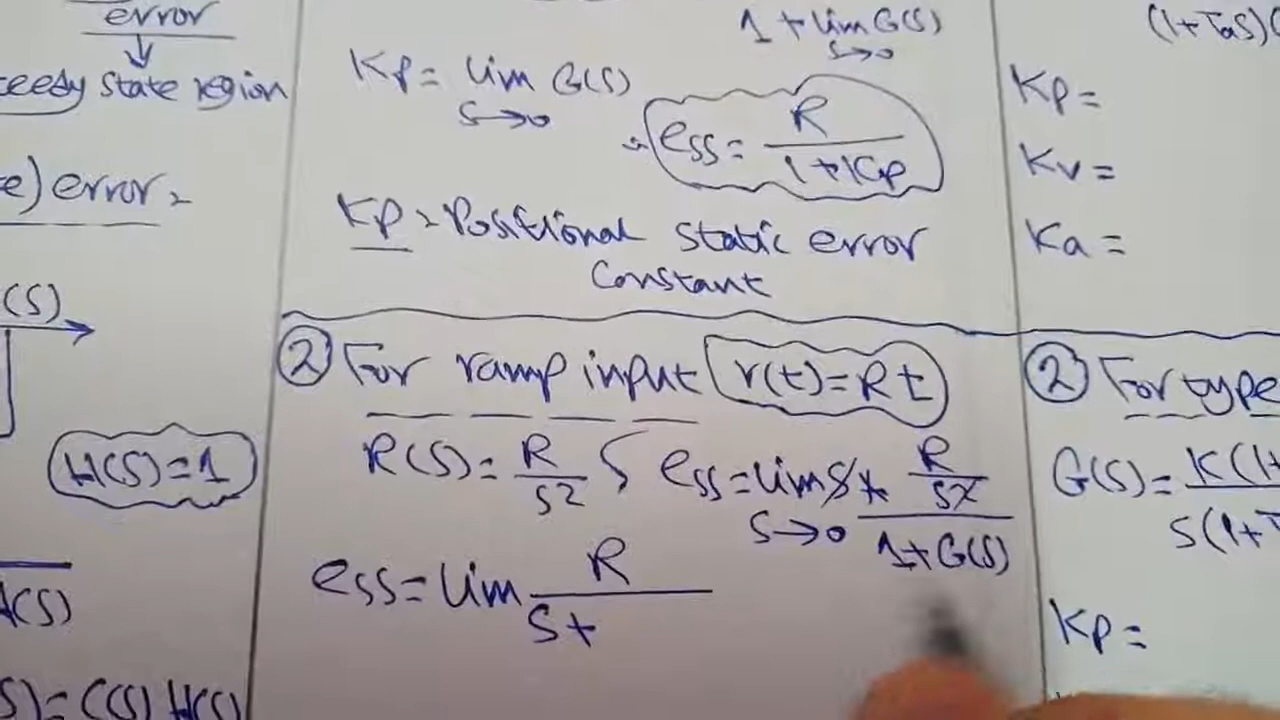 error
↓
steady state region
e) error =
(S)
H(S)=1
H(S)
S)= C(S) H(S)
1 + lim G(S)
S→0
Kp= lim G(S)
S→0
ess= R / 1+Kp
Kp = Positional static error
Constant
② For ramp input r(t)=Rt
R(S)= R / S2
ess= lim S* R / S2
S→0 1+G(S)
ess= lim R / S+
(1+TaS)(
Kp=
Kv=
Ka=
② For type
G(S)= K(1+
S(1+T
Kp=